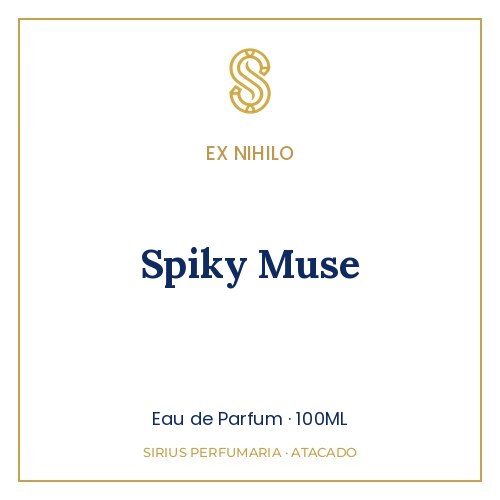 EX NIHILO
Spiky Muse
Eau de Parfum · 100ML
SIRIUS PERFUMARIA · ATACADO